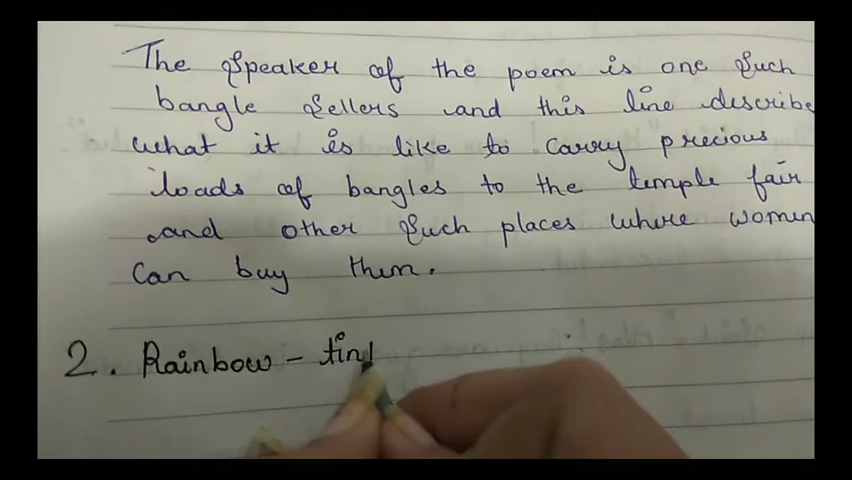 The Speaker of the poem is one Such
bangle Sellers and this line describe
what it is like to carry precious
loads of bangles to the temple fair
and other Such places where women
can buy them.
2. Rainbow - tin